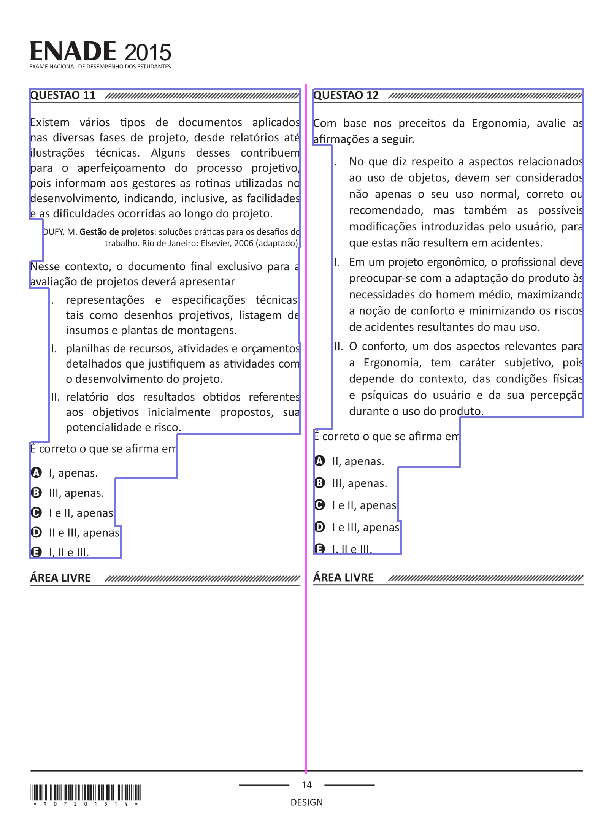 ENADE 2015
EXAME NACIONAL DE DESEMPENHO DOS ESTUDANTES
QUESTÃO 11
Existem vários tipos de documentos aplicados
nas diversas fases de projeto, desde relatórios até
ilustrações técnicas. Alguns desses contribuem
para o aperfeiçoamento do processo projetivo,
pois informam aos gestores as rotinas utilizadas no
desenvolvimento, indicando, inclusive, as facilidades
e as dificuldades ocorridas ao longo do projeto.
DUFY, M. Gestão de projetos: soluções práticas para os desafios do
trabalho. Rio de Janeiro: Elsevier, 2006 (adaptado).
Nesse contexto, o documento final exclusivo para a
avaliação de projetos deverá apresentar
I. representações e especificações técnicas,
tais como desenhos projetivos, listagem de
insumos e plantas de montagens.
II. planilhas de recursos, atividades e orçamentos
detalhados que justifiquem as atividades com
o desenvolvimento do projeto.
III. relatório dos resultados obtidos referentes
aos objetivos inicialmente propostos, sua
potencialidade e risco.
É correto o que se afirma em
A I, apenas.
B III, apenas.
C I e II, apenas.
D II e III, apenas.
E I, II e III.
ÁREA LIVRE
QUESTÃO 12
Com base nos preceitos da Ergonomia, avalie as
afirmações a seguir.
I. No que diz respeito a aspectos relacionados
ao uso de objetos, devem ser considerados
não apenas o seu uso normal, correto ou
recomendado, mas também as possíveis
modificações introduzidas pelo usuário, para
que estas não resultem em acidentes.
II. Em um projeto ergonômico, o profissional deve
preocupar-se com a adaptação do produto às
necessidades do homem médio, maximizando
a noção de conforto e minimizando os riscos
de acidentes resultantes do mau uso.
III. O conforto, um dos aspectos relevantes para
a Ergonomia, tem caráter subjetivo, pois
depende do contexto, das condições físicas
e psíquicas do usuário e da sua percepção
durante o uso do produto.
É correto o que se afirma em
A II, apenas.
B III, apenas.
C I e II, apenas.
D I e III, apenas.
E I, II e III.
ÁREA LIVRE
14
DESIGN